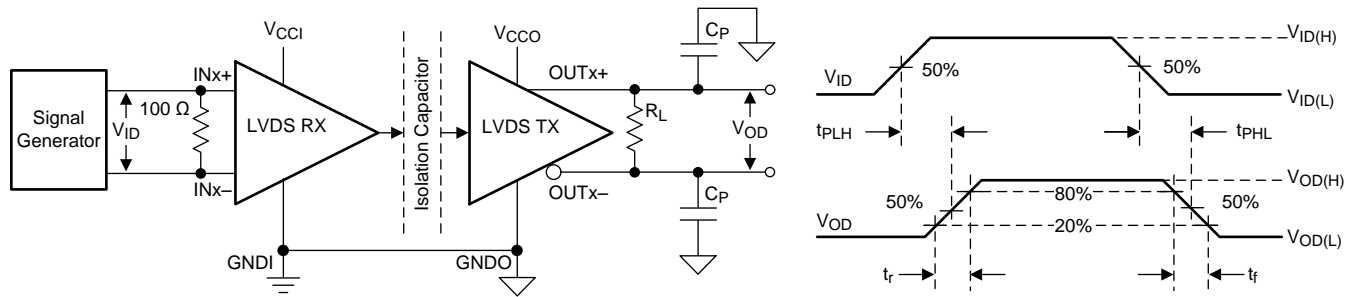 Signal
Generator
V_ID
100 Ω
INx+
INx–
V_CCI
LVDS RX
GNDI
Isolation Capacitor
V_CCO
LVDS TX
GNDO
OUTx+
OUTx–
R_L
C_P
C_P
V_OD
V_ID
50%
50%
V_ID(H)
V_ID(L)
t_PLH
t_PHL
V_OD
50%
80%
20%
50%
V_OD(H)
V_OD(L)
t_r
t_f